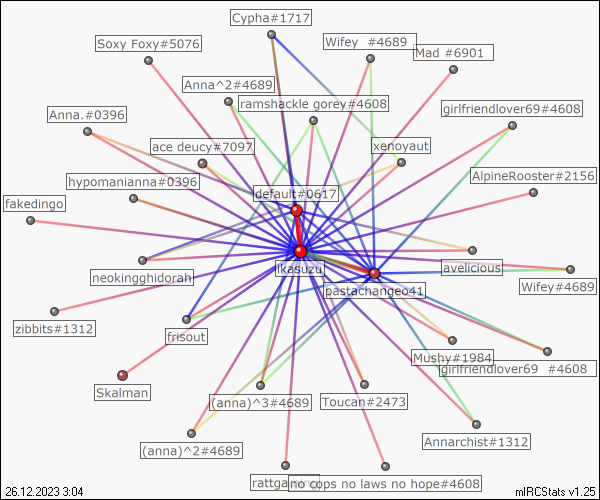 Cypha#1717
Soxy Foxy#5076
Wifey  #4689
Mad #6901
Anna^2#4689
ramshackle gorey#4608
girlfriendlover69#4608
Anna.#0396
ace deucy#7097
xenoyaut
hypomanianna#0396
default#0617
AlpineRooster#2156
fakedingo
ikasuzu
neokingghidorah
avelicious
pastachangeo41
Wifey#4689
zibbits#1312
frisout
Mushy#1984
girlfriendlover69  #4608
Skalman
(anna)^3#4689
Toucan#2473
(anna)^2#4689
Annarchist#1312
rattgaming
no cops no laws no hope#4608
26.12.2023 3:04
mIRCStats v1.25